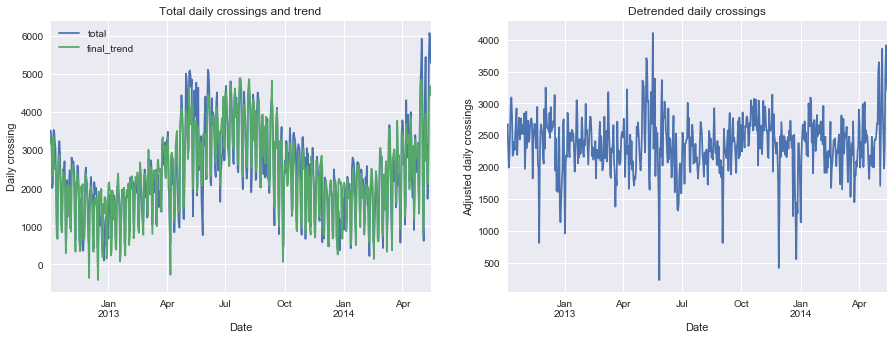 Total daily crossings and trend
total
final_trend
6000
5000
4000
3000
2000
1000
0
Daily crossing
Jan
2013
Apr
Jul
Oct
Jan
2014
Apr
Date
Detrended daily crossings
4000
3500
3000
2500
2000
1500
1000
500
Adjusted daily crossings
Jan
2013
Apr
Jul
Oct
Jan
2014
Apr
Date